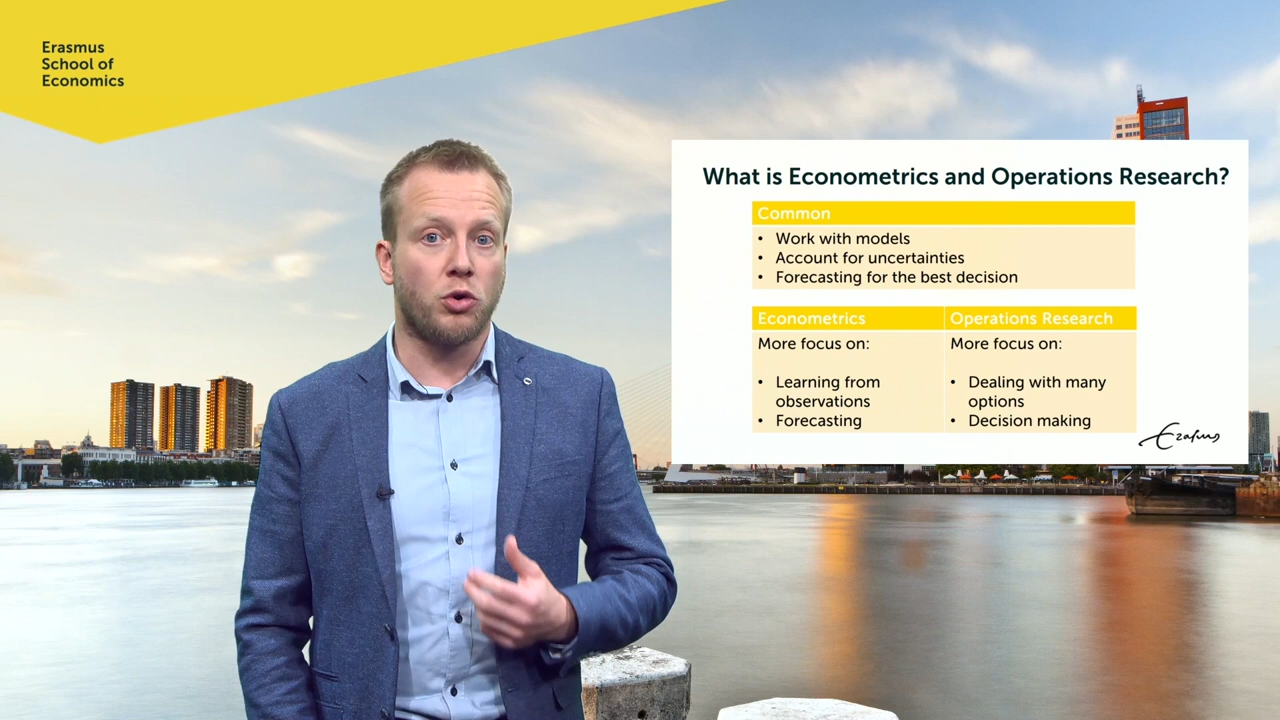 Erasmus
School of
Economics
What is Econometrics and Operations Research?
Common
• Work with models
• Account for uncertainties
• Forecasting for the best decision
Econometrics
More focus on:
• Learning from
observations
• Forecasting
Operations Research
More focus on:
• Dealing with many
options
• Decision making
Erasmus